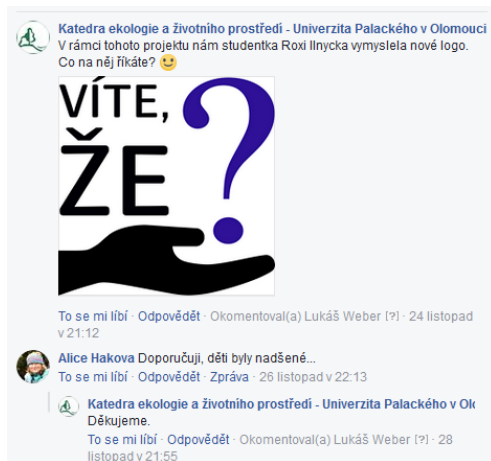 Katedra ekologie a životního prostředí - Univerzita Palackého v Olomouci
V rámci tohoto projektu nám studentka Roxi Ilnycka vymyslela nové logo.
Co na něj říkáte?
VÍTE,
ŽE ?
To se mi líbí · Odpovědět · Okomentoval(a) Lukáš Weber [?] · 24 listopad
v 21:12
Alice Hakova Doporučuji, děti byly nadšené...
To se mi líbí · Odpovědět · Zpráva · 26 listopad v 22:13
Katedra ekologie a životního prostředí - Univerzita Palackého v Olo
Děkujeme.
To se mi líbí · Odpovědět · Okomentoval(a) Lukáš Weber [?] · 28
listopad v 21:55